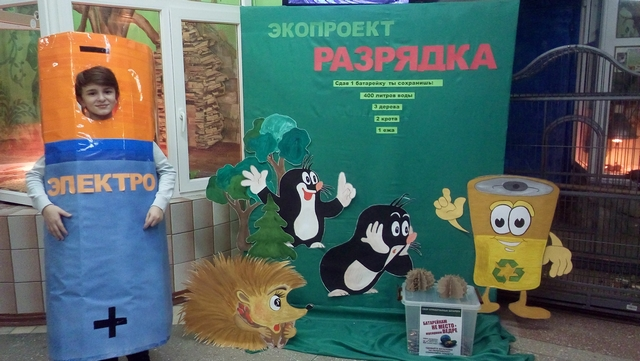 ЭКОПРОЕКТ
РАЗРЯДКА
Сдав 1 батарейку ты сохранишь:
400 литров воды
3 дерева
2 крота
1 ежа
ЭЛЕКТРО
БАТАРЕЙКАМ
НЕ МЕСТО
ВЕДРЕ